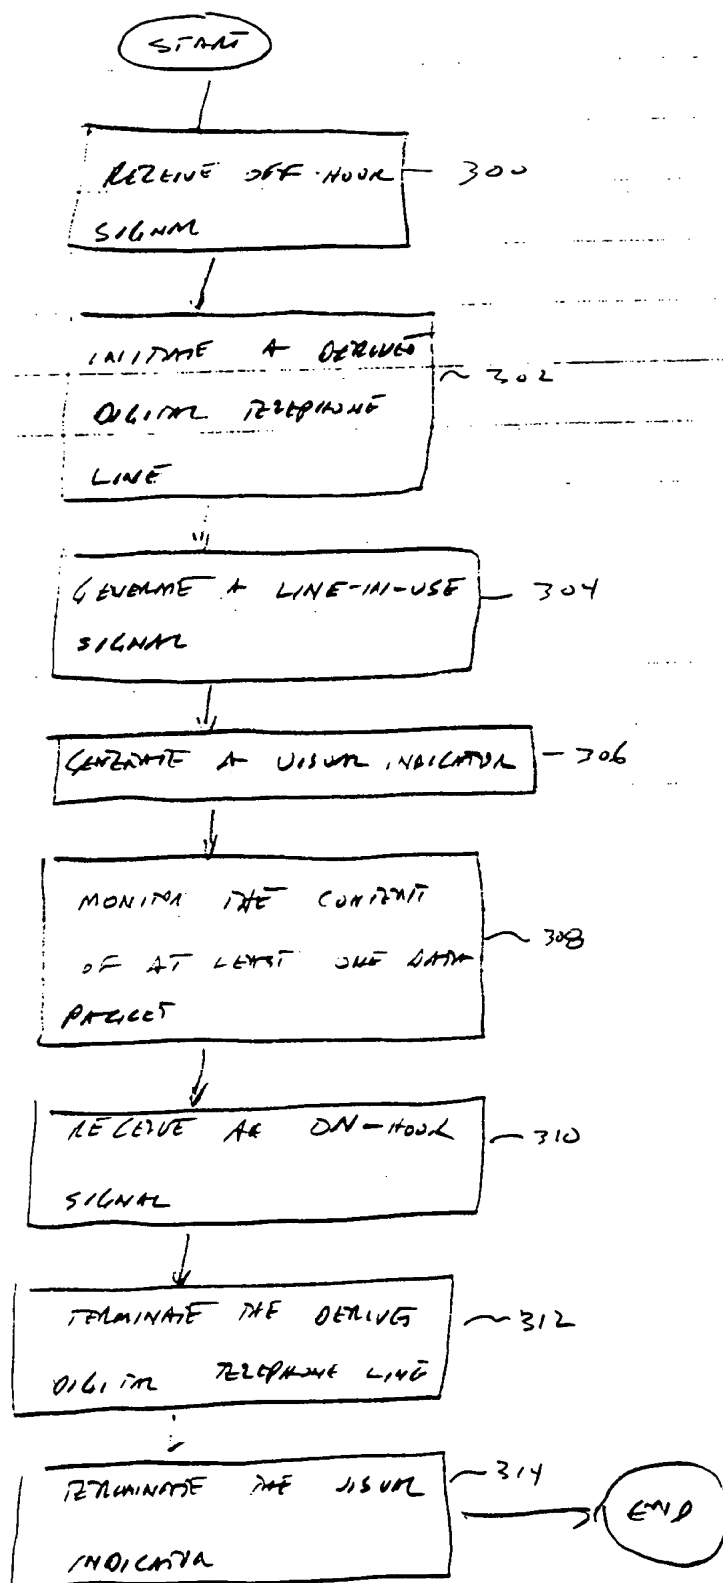 START
RECEIVE OFF-HOOK
SIGNAL
300
INITIATE A DERIVED
DIGITAL TELEPHONE
LINE
302
GENERATE A LINE-IN-USE
SIGNAL
304
GENERATE A VISUAL INDICATOR
306
MONITOR THE CONTENT
OF AT LEAST ONE DATA
PACKET
308
RECEIVE AN ON-HOOK
SIGNAL
310
TERMINATE THE DERIVED
DIGITAL TELEPHONE LINE
312
TERMINATE THE VISUAL
INDICATOR
314
END